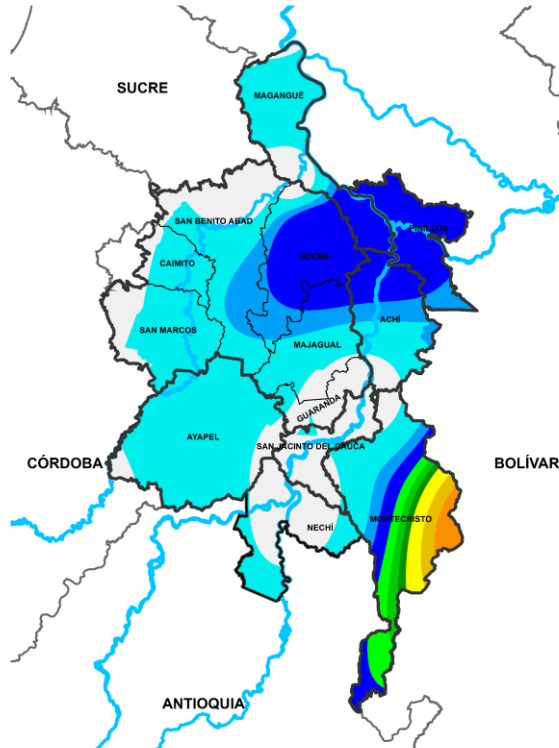 SUCRE
MAGANGUÉ
SAN BENITO ABAD
PINILLOS
CAIMITO
SUCRE
SAN MARCOS
ACHÍ
MAJAGUAL
GUARANDA
AYAPEL
SAN JACINTO DEL CAUCA
CÓRDOBA
BOLÍVAR
MONTECRISTO
NECHÍ
ANTIOQUIA